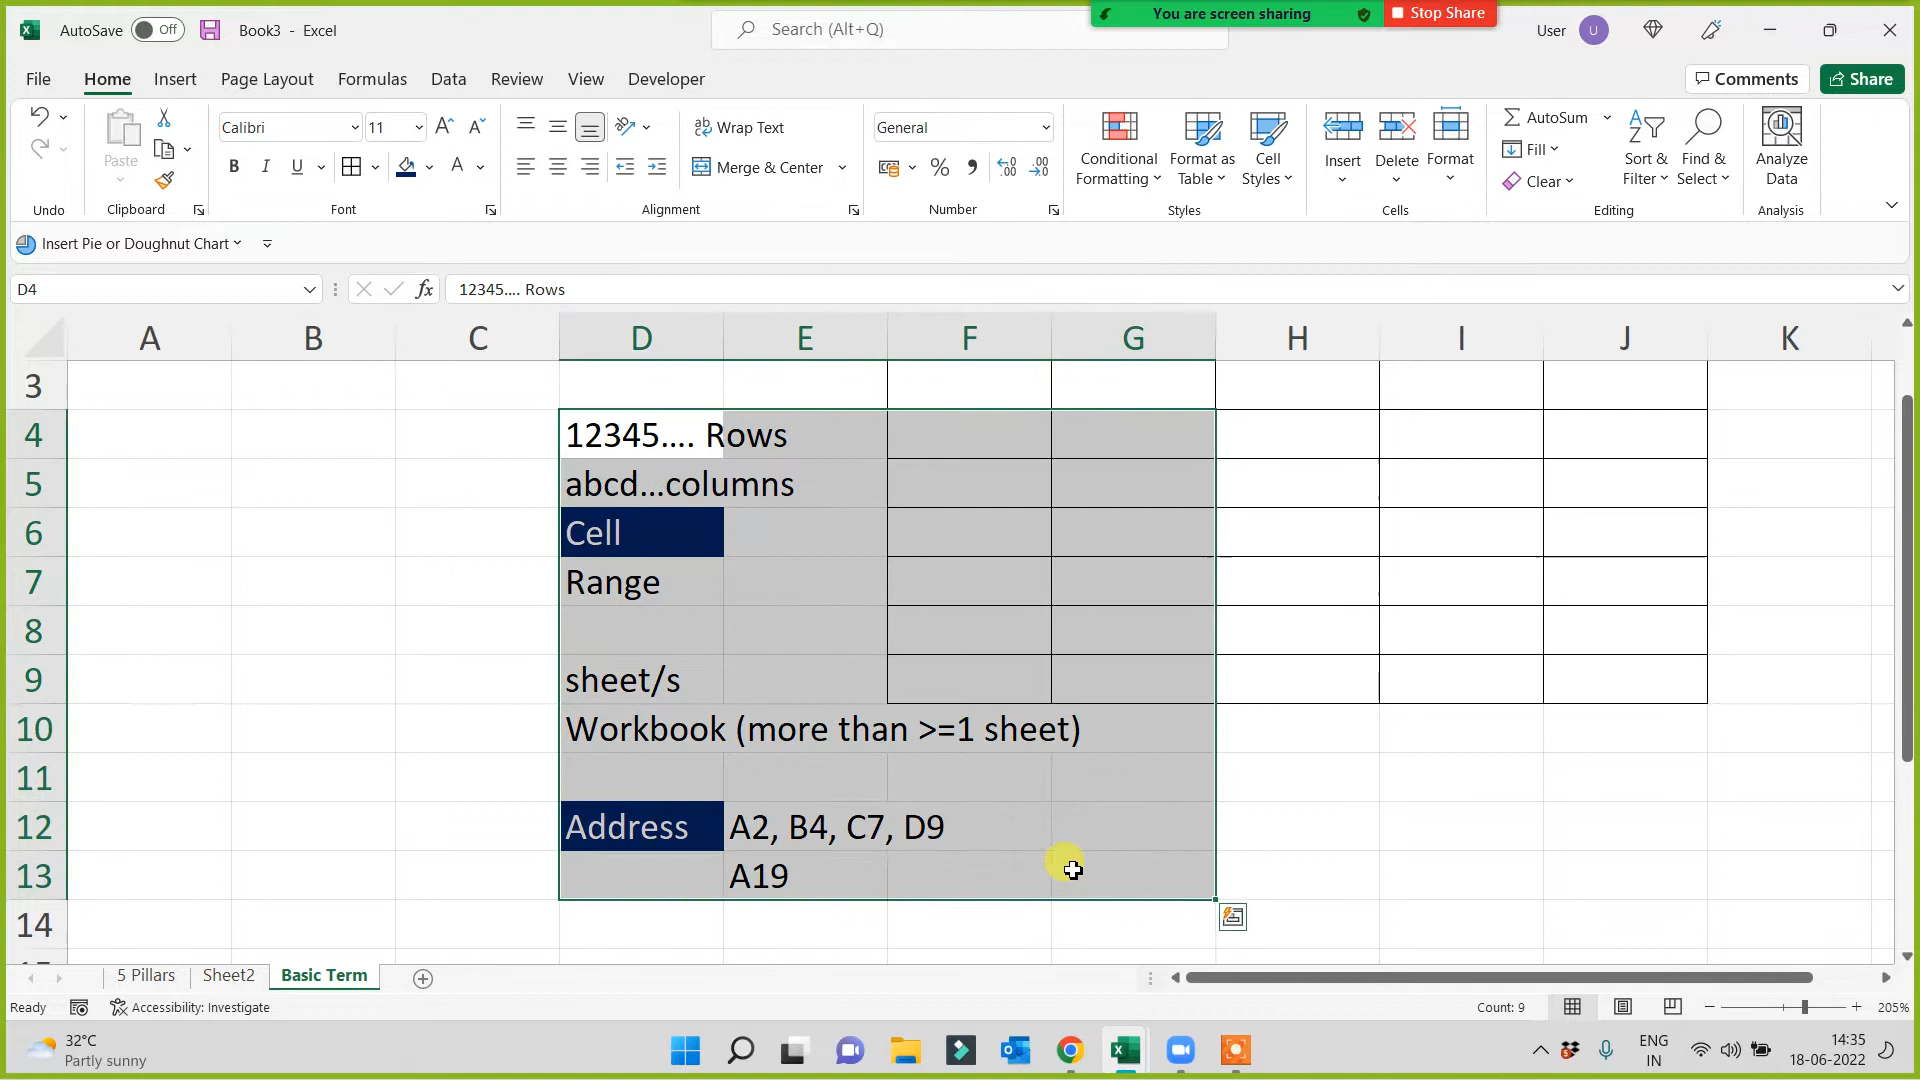 You are screen sharing
Stop Share
AutoSave Off Book3 - Excel
Search (Alt+Q)
User U
File Home Insert Page Layout Formulas Data Review View Developer
Comments Share
Paste
Calibri 11
Wrap Text
General
Conditional Formatting
Format as Table
Cell Styles
Insert
Delete
Format
AutoSum
Fill
Clear
Sort & Filter
Find & Select
Analyze Data
B I U
Merge & Center
Undo Clipboard Font Alignment Number Styles Cells Editing Analysis
Insert Pie or Doughnut Chart
D4
fx
12345.... Rows
A B C D E F G H I J K
3
4 12345.... Rows
5 abcd...columns
6 Cell
7 Range
8
9 sheet/s
10 Workbook (more than >=1 sheet)
11
12 Address A2, B4, C7, D9
13 A19
14
5 Pillars Sheet2 Basic Term
Ready
Accessibility: Investigate
Count: 9
205%
32°C
Partly sunny
ENG
IN
14:35
18-06-2022